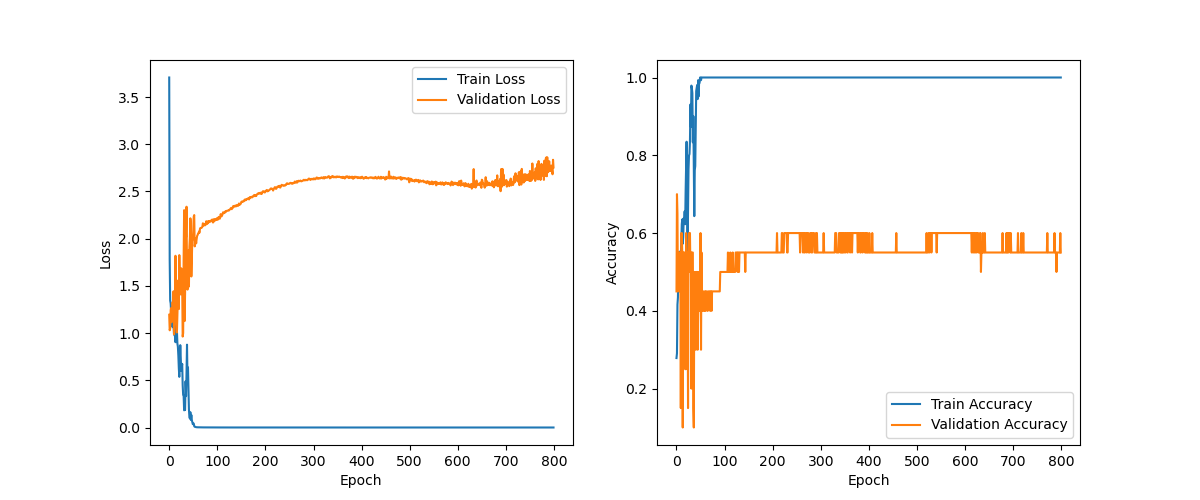 Train Loss
Validation Loss
3.5
3.0
2.5
2.0
1.5
1.0
0.5
0.0
Loss
0 100 200 300 400 500 600 700 800
Epoch
1.0
0.8
0.6
0.4
0.2
Accuracy
Train Accuracy
Validation Accuracy
0 100 200 300 400 500 600 700 800
Epoch